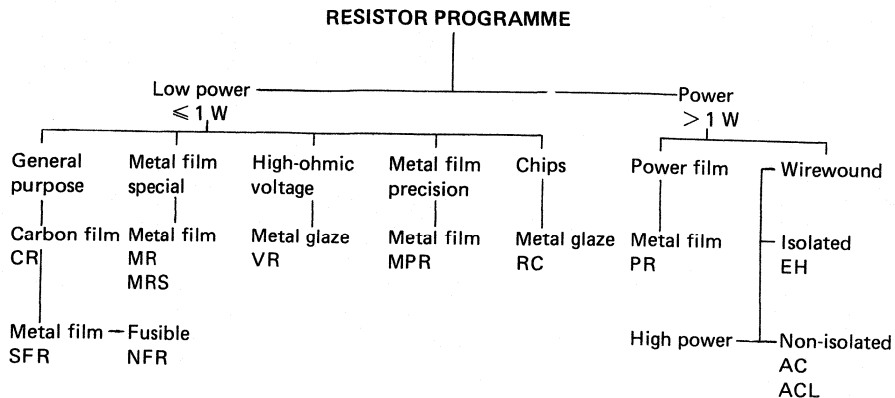 RESISTOR PROGRAMME
Low power
⩽ 1 W
Power
> 1 W
General
purpose
Metal film
special
High-ohmic
voltage
Metal film
precision
Chips
Power film
Wirewound
Carbon film
CR
Metal film
MR
MRS
Metal glaze
VR
Metal film
MPR
Metal glaze
RC
Metal film
PR
Isolated
EH
Metal film
SFR
Fusible
NFR
High power
Non-isolated
AC
ACL